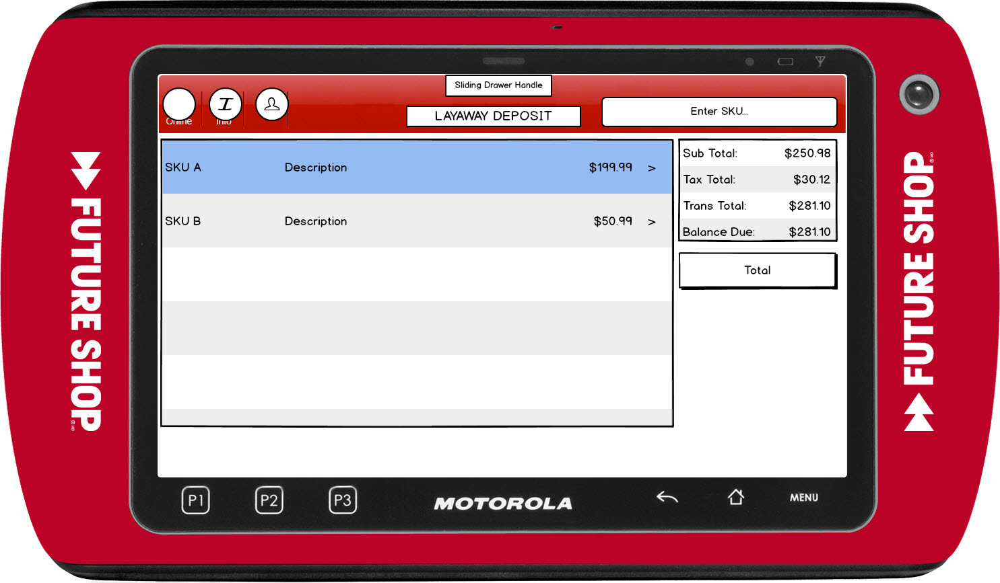 Sliding Drawer Handle
Online
I
Info
LAYAWAY DEPOSIT
Enter SKU...
SKU A Description $199.99 >
SKU B Description $50.99 >
Sub Total: $250.98
Tax Total: $30.12
Trans Total: $281.10
Balance Due: $281.10
Total
FUTURE SHOP
® MD
FUTURE SHOP
® MD
P1 P2 P3 MOTOROLA MENU